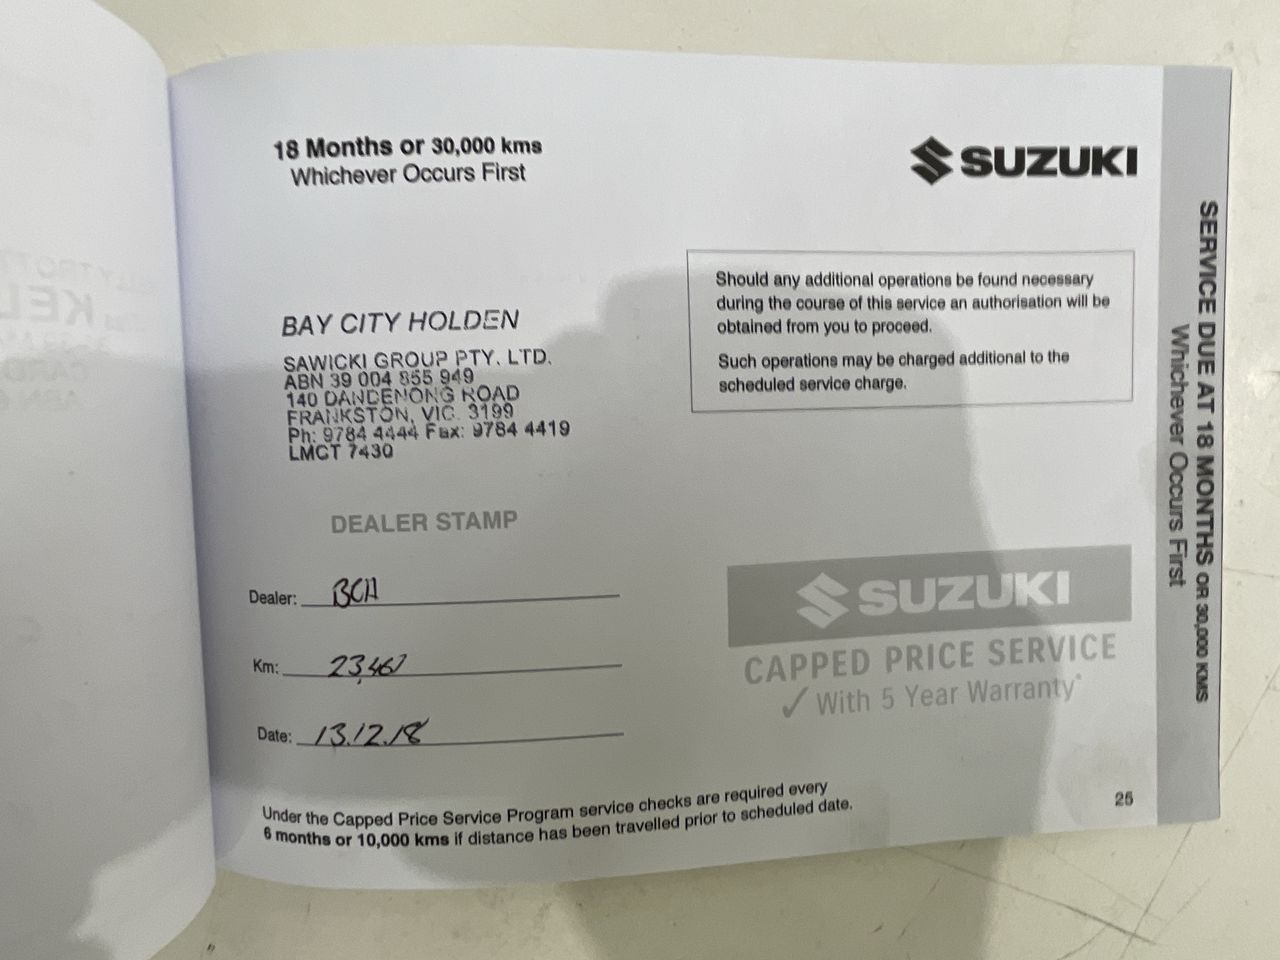 18 Months or 30,000 kms
Whichever Occurs First
SUZUKI
Should any additional operations be found necessary
during the course of this service an authorisation will be
obtained from you to proceed.
Such operations may be charged additional to the
scheduled service charge.
BAY CITY HOLDEN
SAWICKI GROUP PTY. LTD.
ABN 39 004 855 949
140 DANDENONG ROAD
FRANKSTON, VIC. 3199
Ph: 9784 4444 Fax: 9784 4419
LMCT 7430
DEALER STAMP
Dealer: BCH
Km: 23,467
Date: 13.12.18
SUZUKI
CAPPED PRICE SERVICE
✓ With 5 Year Warranty*
Under the Capped Price Service Program service checks are required every
6 months or 10,000 kms if distance has been travelled prior to scheduled date.
25
SERVICE DUE AT 18 MONTHS OR 30,000 KMS
Whichever Occurs First